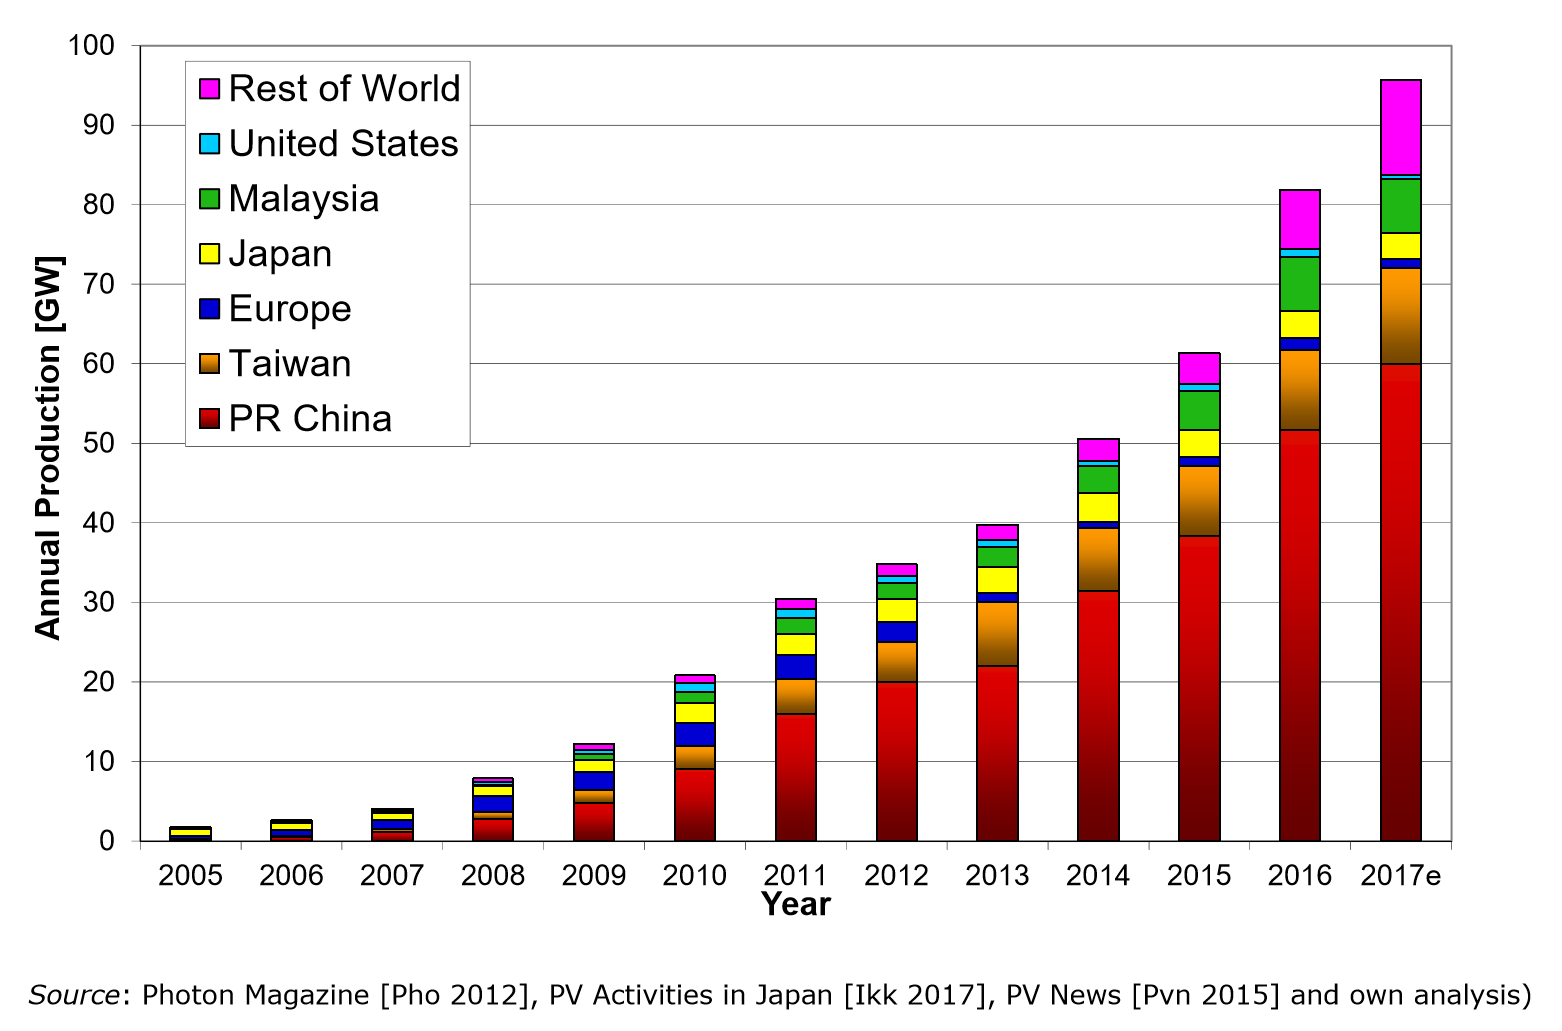 100
90
80
70
60
50
40
30
20
10
0
Annual Production [GW]
Rest of World
United States
Malaysia
Japan
Europe
Taiwan
PR China
2005 2006 2007 2008 2009 2010 2011 2012 2013 2014 2015 2016 2017e
Year
Source: Photon Magazine [Pho 2012], PV Activities in Japan [Ikk 2017], PV News [Pvn 2015] and own analysis)